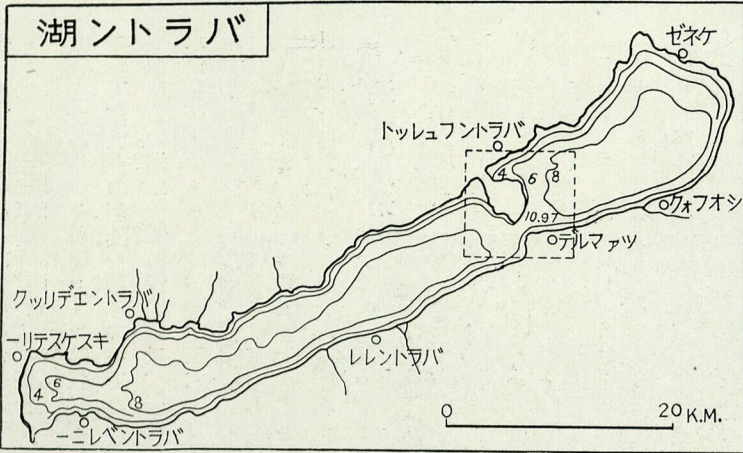 バラトン湖
ケネゼ
バラトンフュシット
4
6
8
シオフォク
10.97
ツァマルデ
バラトンエデリック
キスケステリー
バラトンレレ
6
4
8
バラトンベレニー
0 20 K.M.